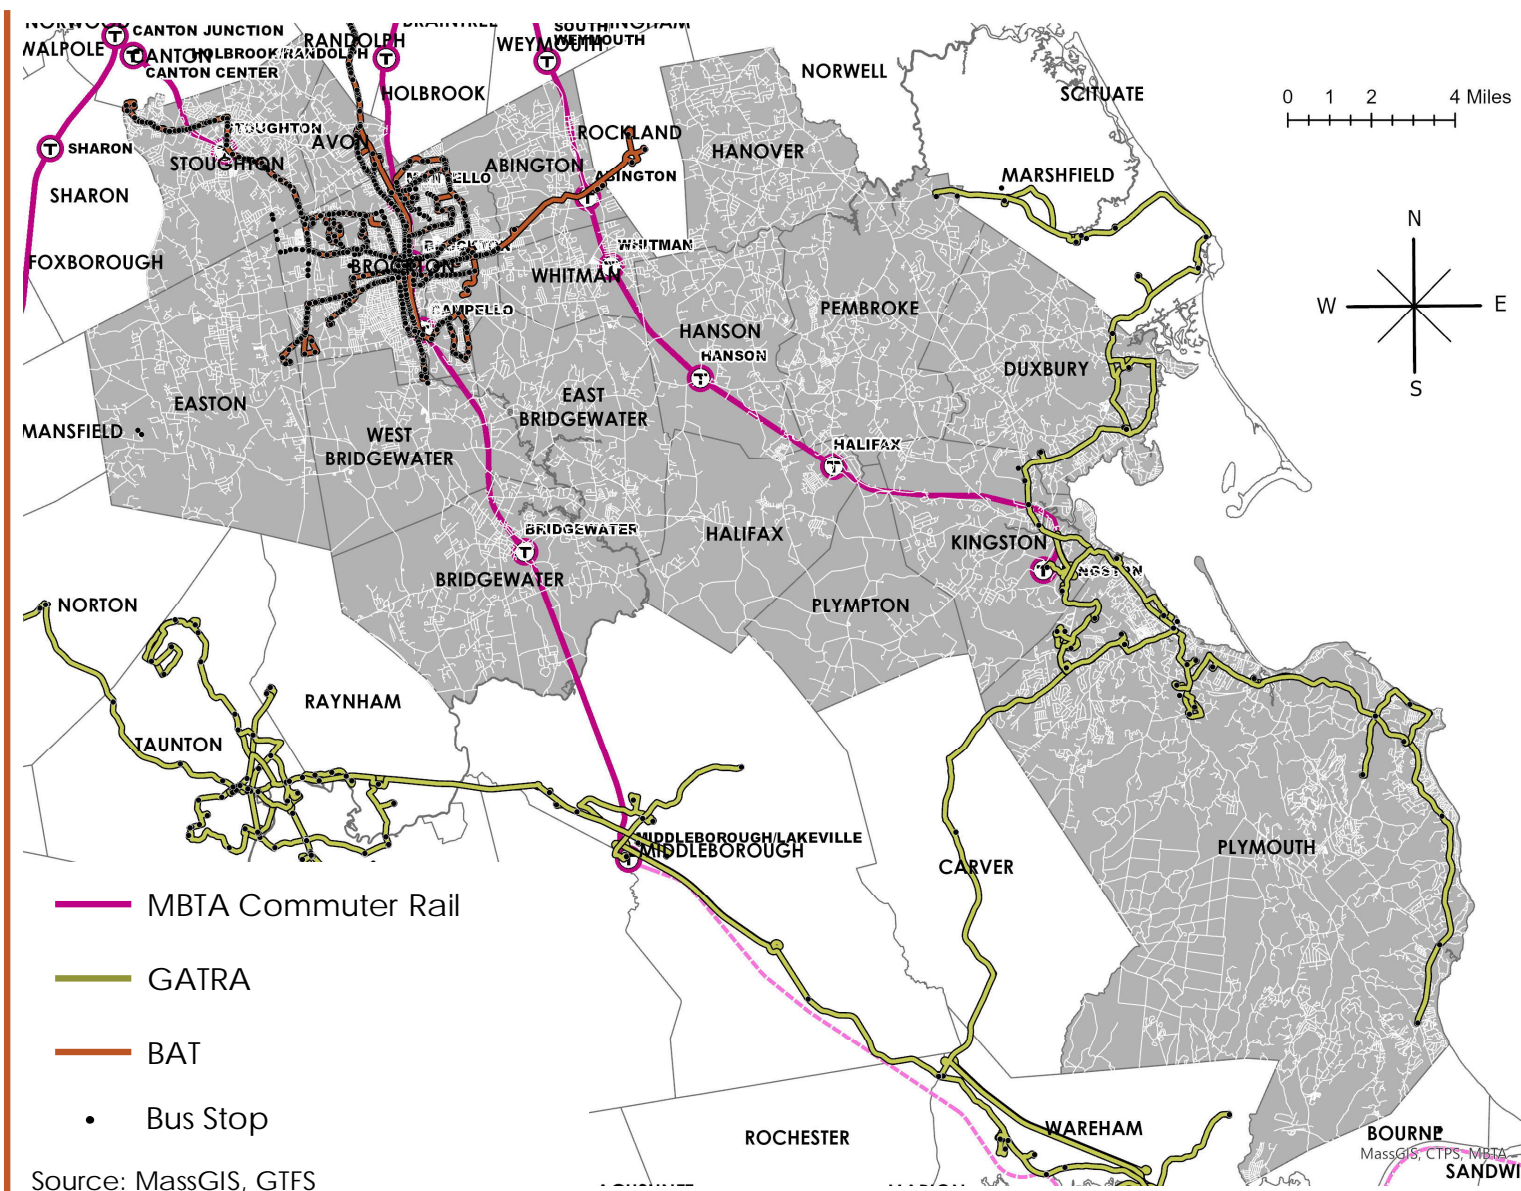 CANTON JUNCTION
WALPOLE
CANTON
HOLBROOK/RANDOLPH
CANTON CENTER
RANDOLPH
SOUTH
WEYMOUTH
WEYMOUTH
NORWELL
SCITUATE
0 1 2 4 Miles
HOLBROOK
SHARON
STOUGHTON
AVON
ROCKLAND
HANOVER
ABINGTON
ABINGTON
MARSHFIELD
SHARON
N
W E
S
FOXBOROUGH
BROCKTON
WHITMAN
WHITMAN
PEMBROKE
CAMPELLO
HANSON
HANSON
DUXBURY
EASTON
EAST
BRIDGEWATER
MANSFIELD
WEST
BRIDGEWATER
HALIFAX
BRIDGEWATER
HALIFAX
KINGSTON
BRIDGEWATER
NORTON
PLYMPTON
RAYNHAM
TAUNTON
MIDDLEBOROUGH/LAKEVILLE
MIDDLEBOROUGH
PLYMOUTH
CARVER
MBTA Commuter Rail
GATRA
BAT
Bus Stop
WAREHAM
ROCHESTER
BOURNE
MassGIS, CTPS, MBTA
SANDWI
Source: MassGIS, GTFS